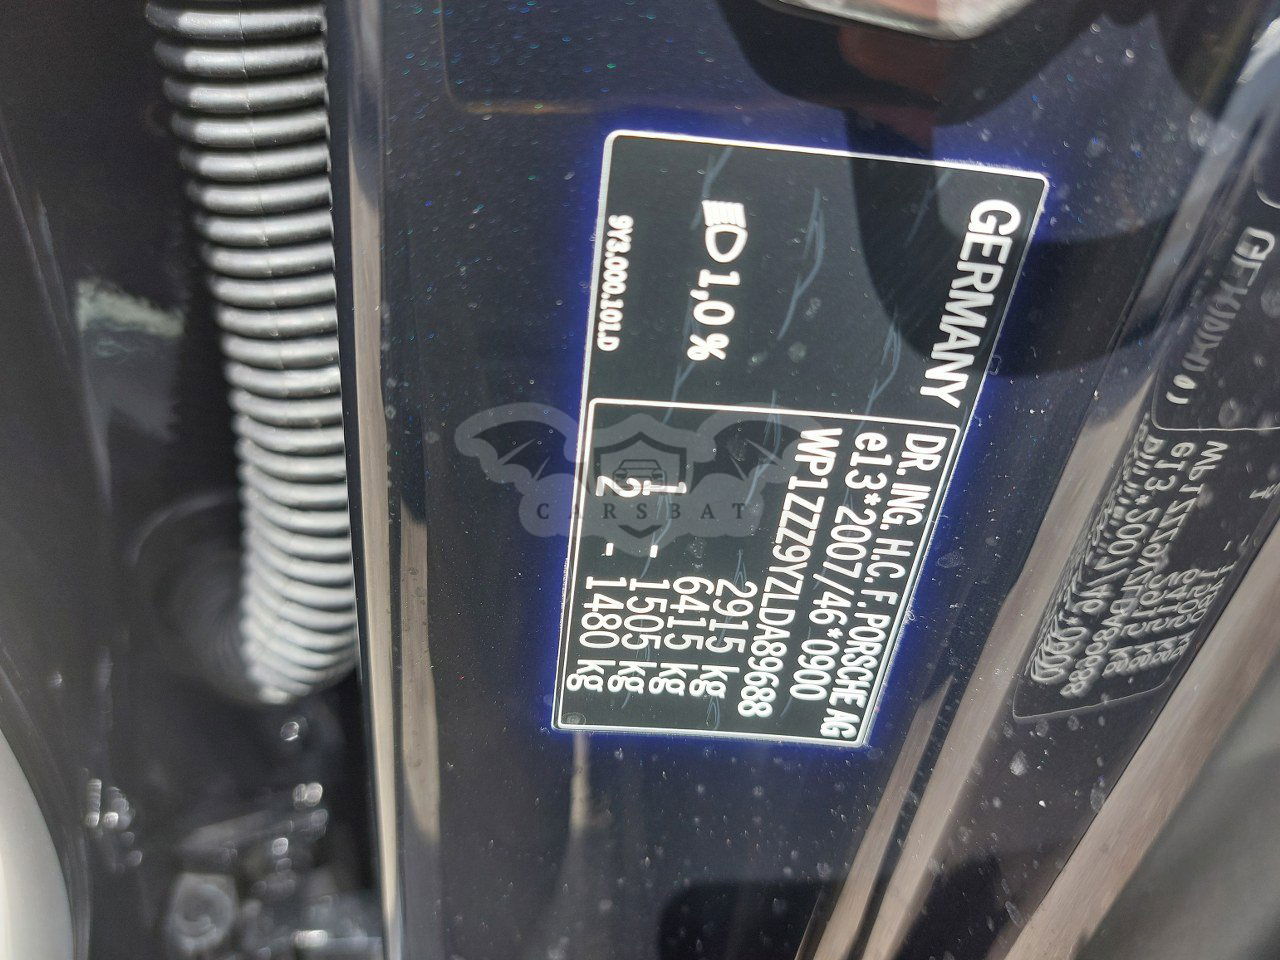 GERMANY
DR. ING. H.C. F.PORSCHE AG
e13*2007/46*0900
WP1ZZZ9YZLDA89688
2915 kg
6415 kg
1 - 1505 kg
2 - 1480 kg
1,0 %
9Y3.000.101.D
CARSBAT